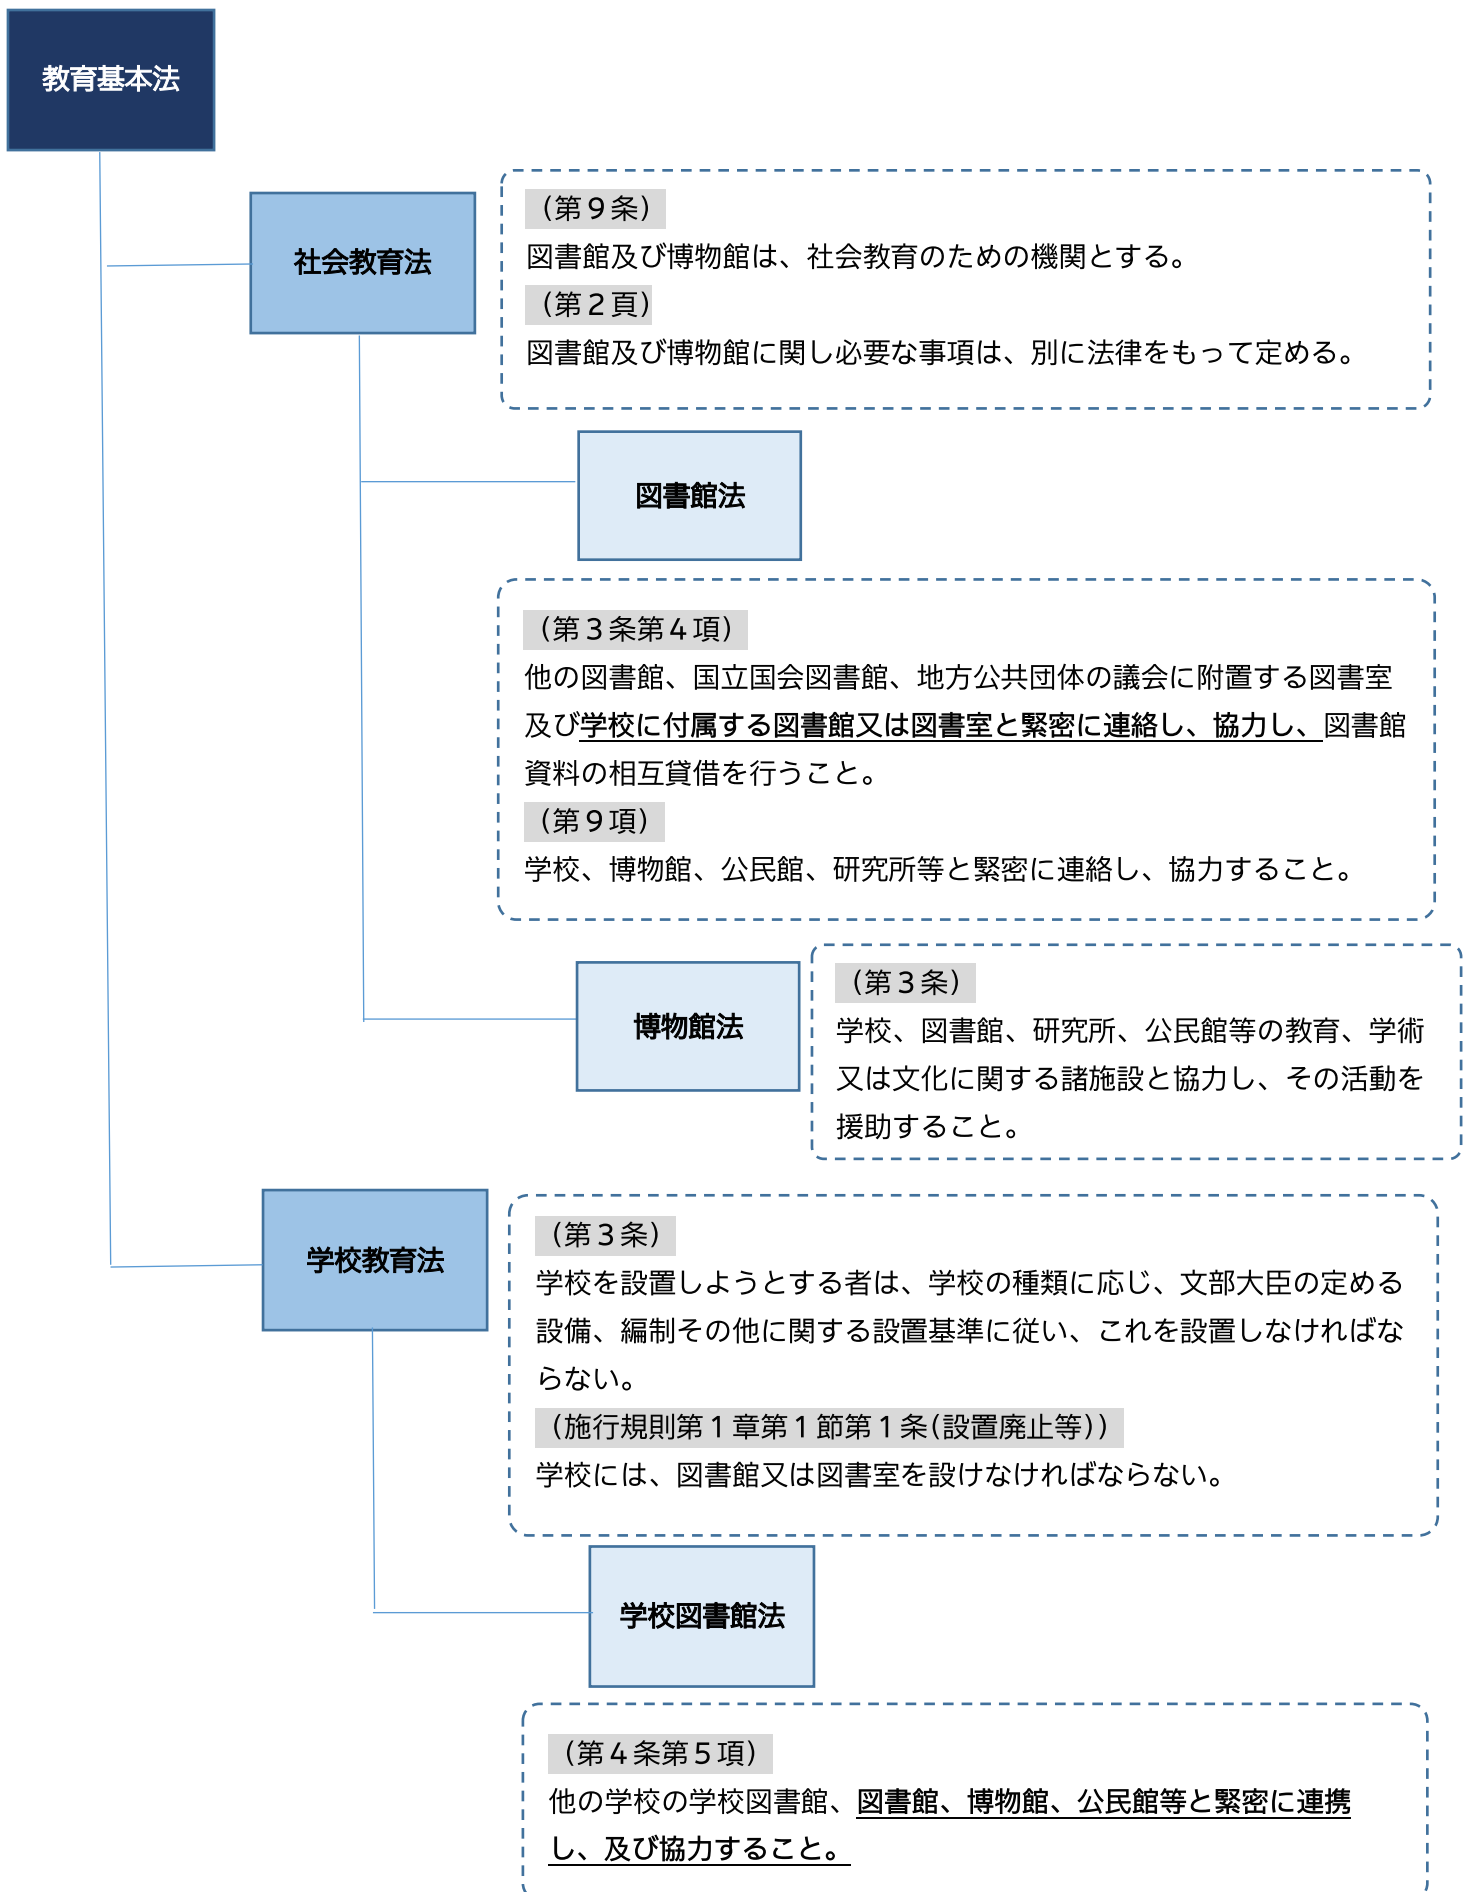 教育基本法
社会教育法
（第９条）
図書館及び博物館は、社会教育のための機関とする。
（第２頁）
図書館及び博物館に関し必要な事項は、別に法律をもって定める。
図書館法
（第３条第４項）
他の図書館、国立国会図書館、地方公共団体の議会に附置する図書室
及び学校に付属する図書館又は図書室と緊密に連絡し、協力し、図書館
資料の相互貸借を行うこと。
（第９項）
学校、博物館、公民館、研究所等と緊密に連絡し、協力すること。
博物館法
（第３条）
学校、図書館、研究所、公民館等の教育、学術
又は文化に関する諸施設と協力し、その活動を
援助すること。
学校教育法
（第３条）
学校を設置しようとする者は、学校の種類に応じ、文部大臣の定める
設備、編制その他に関する設置基準に従い、これを設置しなければな
らない。
（施行規則第１章第１節第１条（設置廃止等））
学校には、図書館又は図書室を設けなければならない。
学校図書館法
（第４条第５項）
他の学校の学校図書館、図書館、博物館、公民館等と緊密に連携
し、及び協力すること。